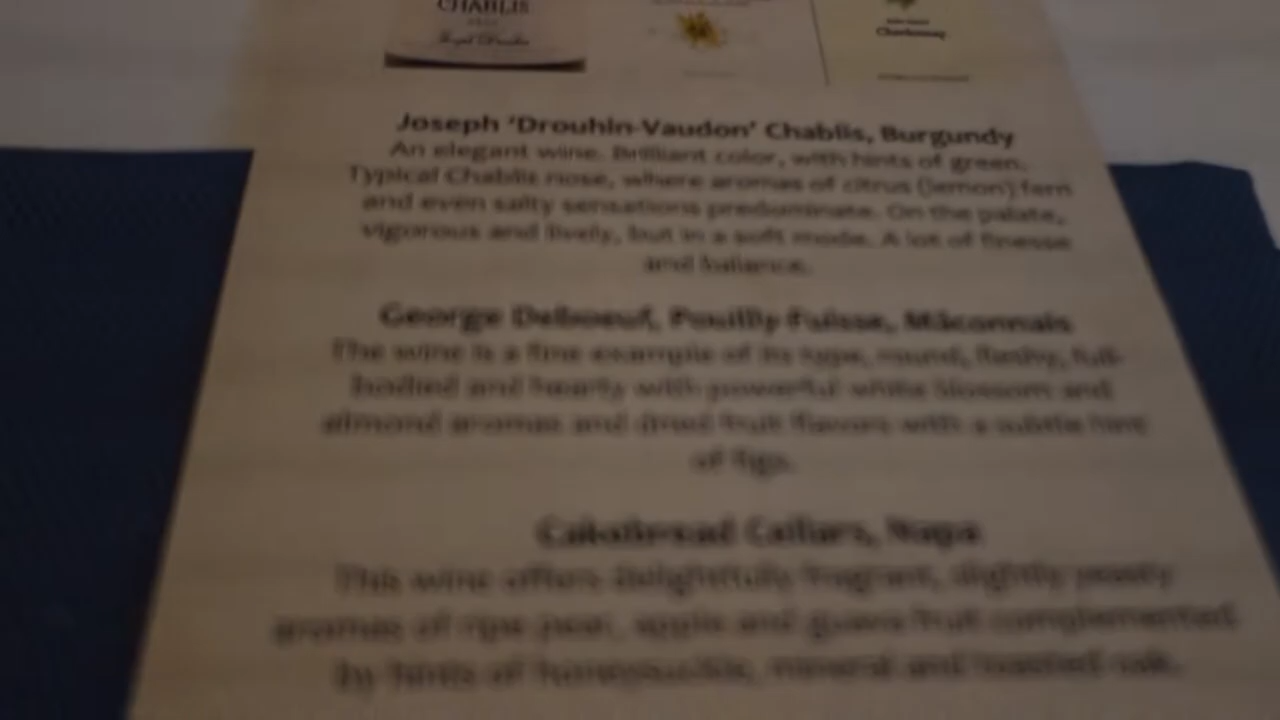 CHABLIS
Chardonnay
Joseph 'Drouhin-Vaudon' Chablis, Burgundy
An elegant wine. Brilliant color, with hints of green.
Typical Chablis nose, where aromas of citrus (lemon) fern
and even salty sensations predominate. On the palate,
vigorous and lively, but in a soft mode. A lot of finesse
and balance.
George Deboeuf, Pouilly-Fuisse, Mâconnais
The wine is a fine example of its type, round, fleshy, full-
bodied and hearty with powerful white blossom and
almond aromas and dried fruit flavors with a subtle hint
of figs.
Cakebread Cellars, Napa
This wine offers delightfully fragrant, slightly yeasty
aromas of ripe pear, apple and guava fruit complemented
by hints of honeysuckle, mineral and toasted oak.